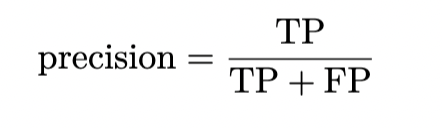 precision = TP / (TP + FP)